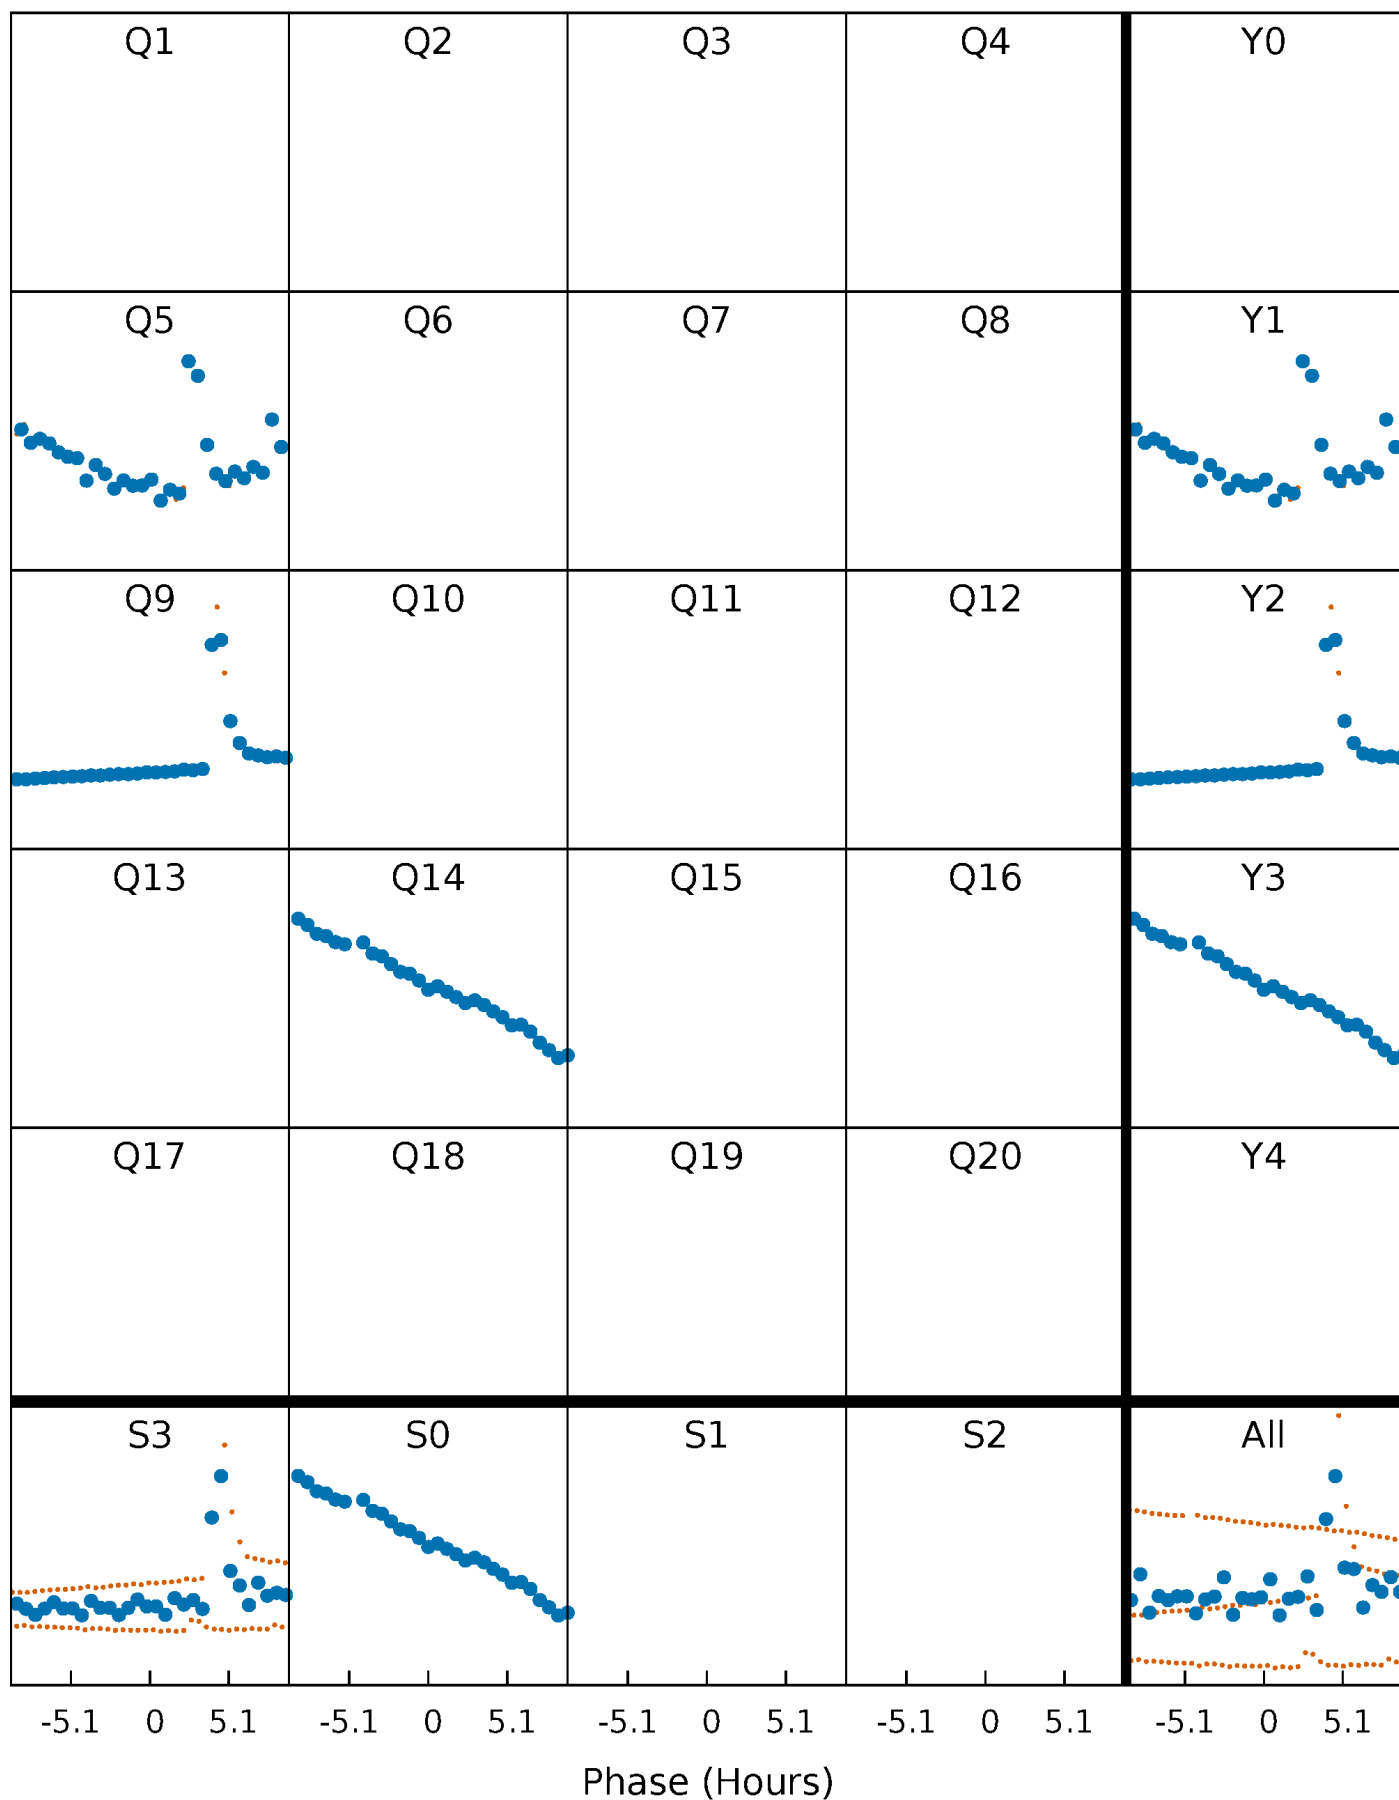 Q1 Q2 Q3 Q4 Y0
Q5 Q6 Q7 Q8 Y1
Q9 Q10 Q11 Q12 Y2
Q13 Q14 Q15 Q16 Y3
Q17 Q18 Q19 Q20 Y4
S3 S0 S1 S2 All
-5.1 0 5.1 -5.1 0 5.1 -5.1 0 5.1 -5.1 0 5.1 -5.1 0 5.1
Phase (Hours)